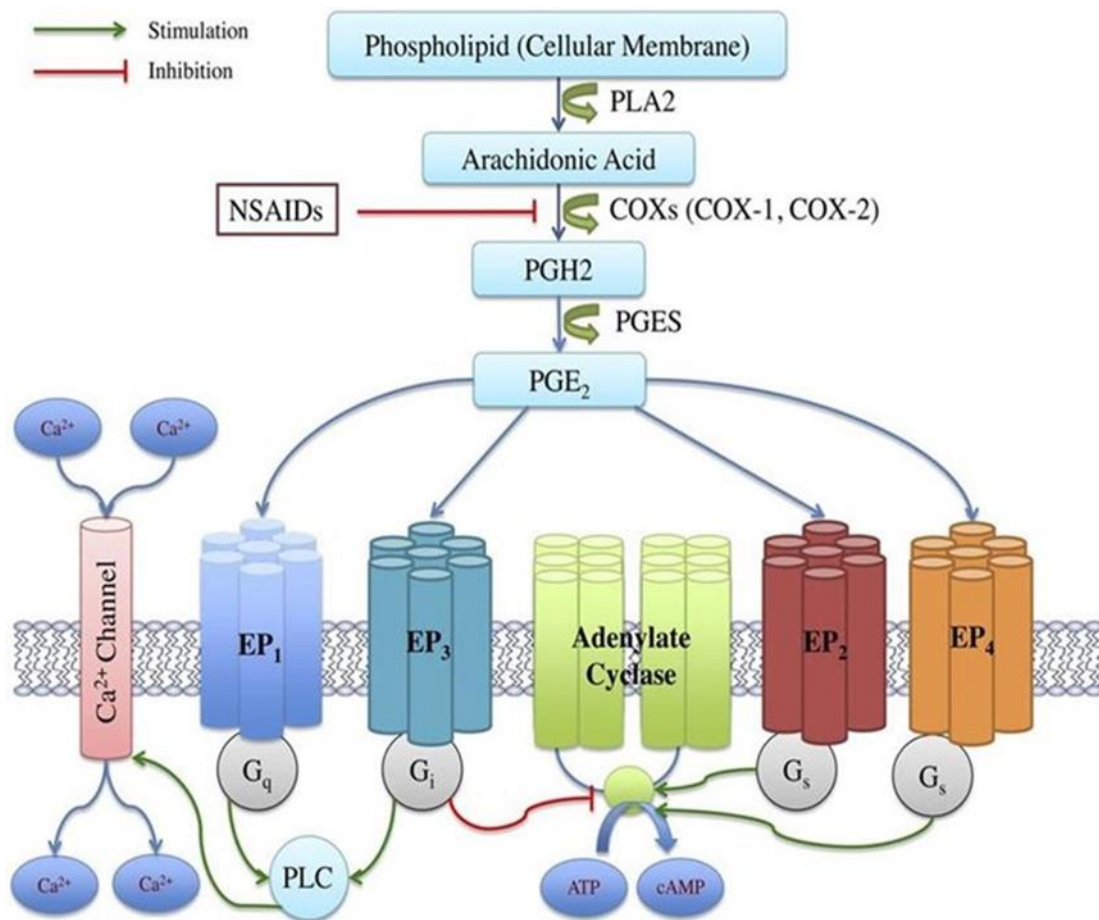 Stimulation
Inhibition
Phospholipid (Cellular Membrane)
PLA2
Arachidonic Acid
NSAIDs
COXs (COX-1, COX-2)
PGH2
PGES
PGE₂
Ca²⁺
Ca²⁺
Ca²⁺ Channel
EP₁
EP₃
Adenylate
Cyclase
EP₂
EP₄
Gq
Gᵢ
Gₛ
Gₛ
PLC
Ca²⁺
Ca²⁺
ATP
cAMP